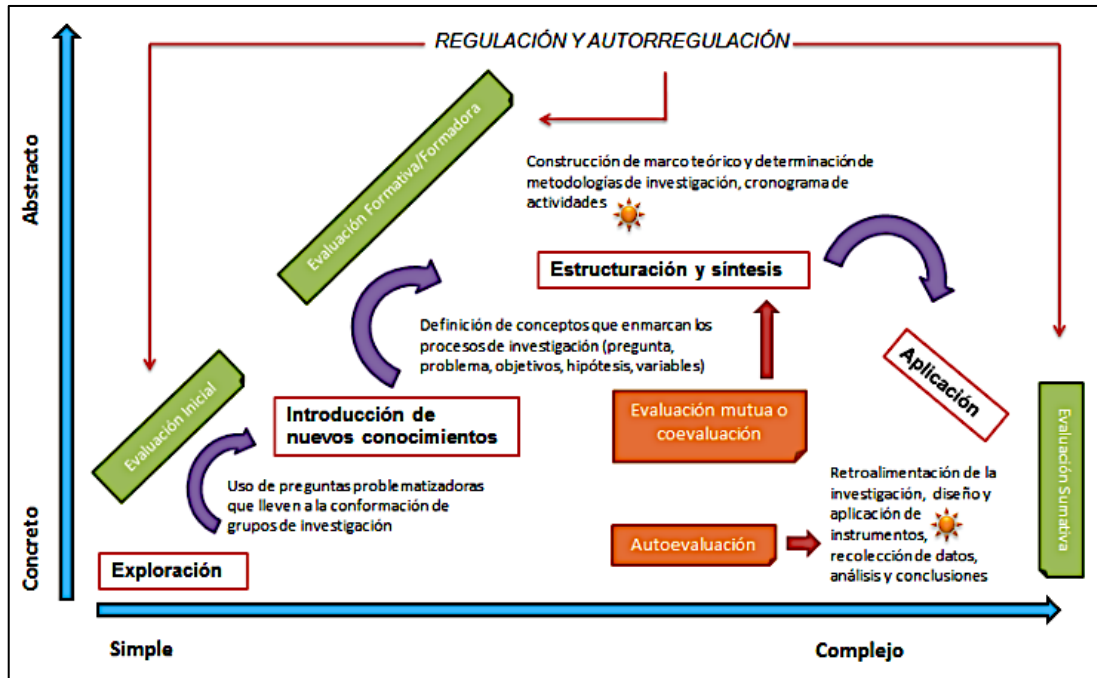 REGULACIÓN Y AUTORREGULACIÓN
Abstracto
Evaluación Formativa/Formadora
Construcción de marco teórico y determinación de
metodologías de investigación, cronograma de
actividades
Estructuración y síntesis
Definición de conceptos que enmarcan los
procesos de investigación (pregunta,
problema, objetivos, hipótesis, variables)
Evaluación Inicial
Introducción de
nuevos conocimientos
Evaluación mutua o
coevaluación
Aplicación
Evaluación Sumativa
Uso de preguntas problematizadoras
que lleven a la conformación de
grupos de investigación
Retroalimentación de la
investigación, diseño y
aplicación de
instrumentos,
recolección de datos,
análisis y conclusiones
Autoevaluación
Exploración
Concreto
Simple
Complejo